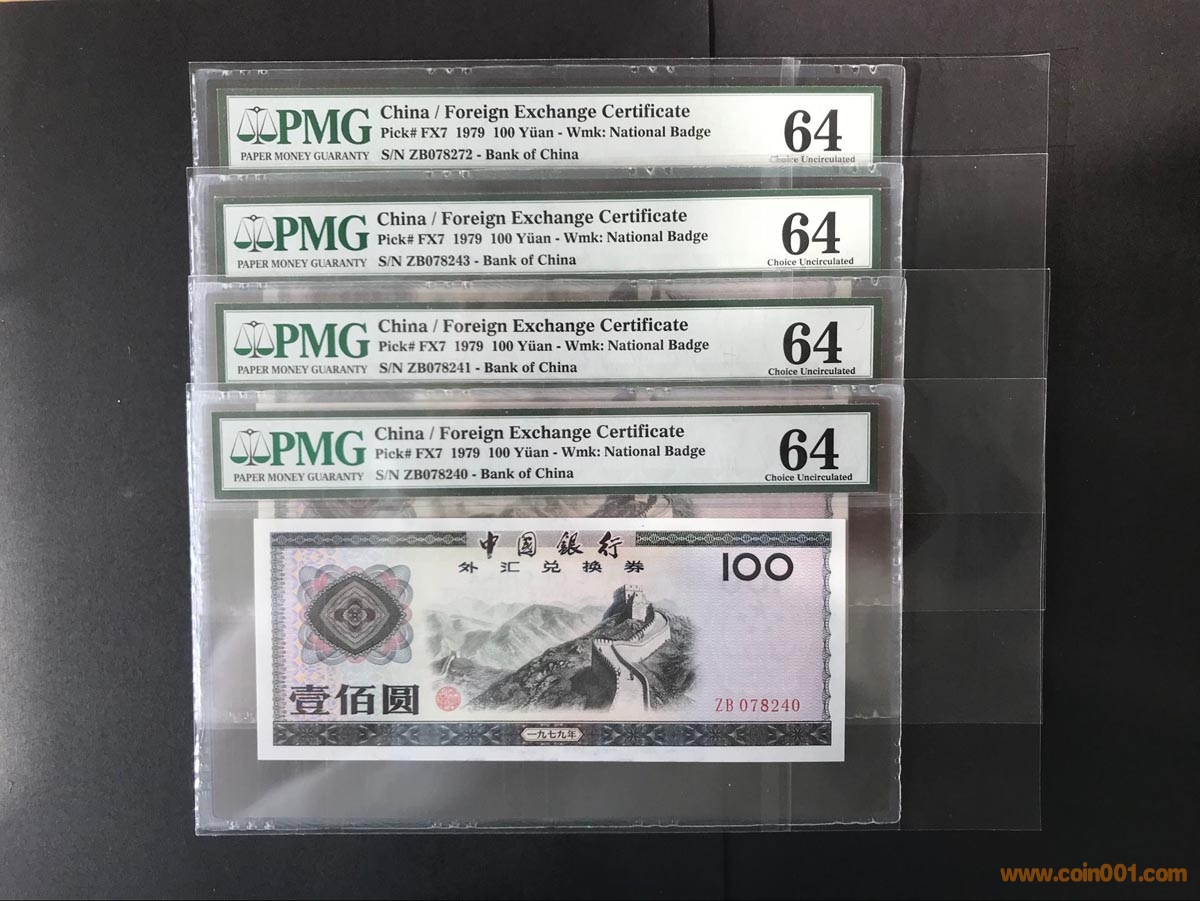 PMG
PAPER MONEY GUARANTY
China / Foreign Exchange Certificate
Pick# FX7 1979 100 Yüan - Wmk: National Badge
S/N ZB078272 - Bank of China
64
Choice Uncirculated
PMG
PAPER MONEY GUARANTY
China / Foreign Exchange Certificate
Pick# FX7 1979 100 Yüan - Wmk: National Badge
S/N ZB078243 - Bank of China
64
Choice Uncirculated
PMG
PAPER MONEY GUARANTY
China / Foreign Exchange Certificate
Pick# FX7 1979 100 Yüan - Wmk: National Badge
S/N ZB078241 - Bank of China
64
Choice Uncirculated
PMG
PAPER MONEY GUARANTY
China / Foreign Exchange Certificate
Pick# FX7 1979 100 Yüan - Wmk: National Badge
S/N ZB078240 - Bank of China
64
Choice Uncirculated
中國銀行
外汇兑换券
100
壹佰圆
ZB 078240
一九七九年
www.coin001.com